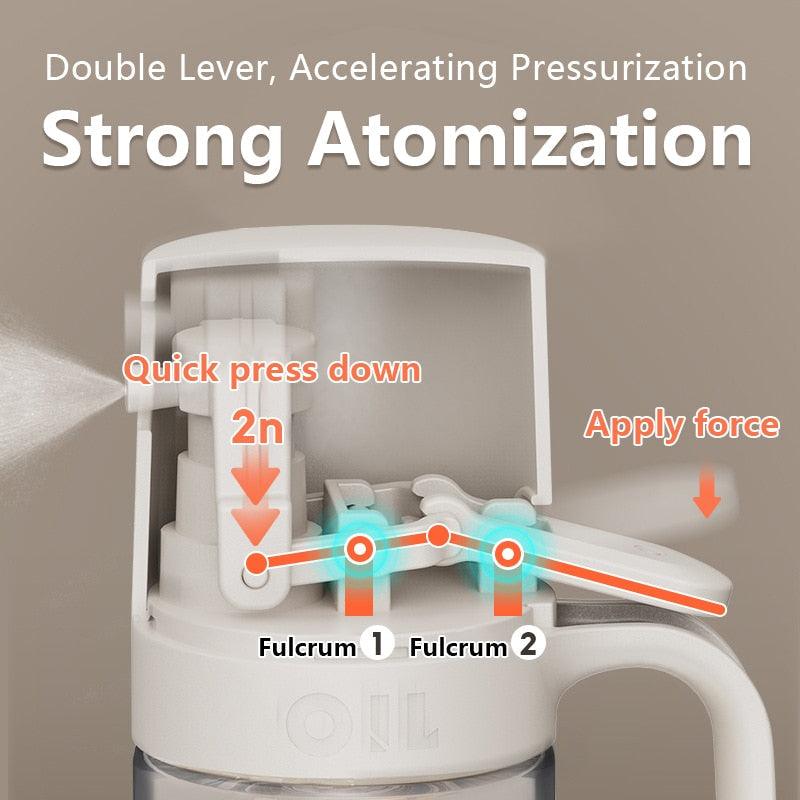 Double Lever, Accelerating Pressurization
Strong Atomization
Quick press down
2n
Apply force
Fulcrum 1
Fulcrum 2
OIL